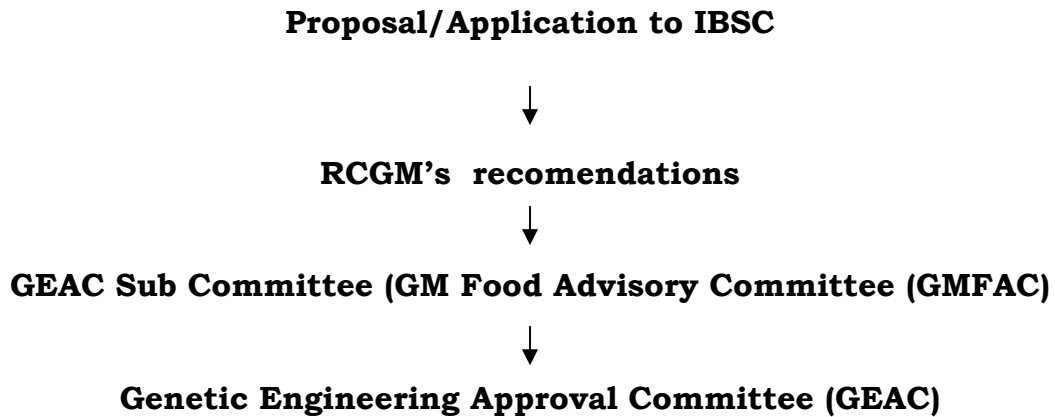 Proposal/Application to IBSC
RCGM’s recomendations
GEAC Sub Committee (GM Food Advisory Committee (GMFAC)
Genetic Engineering Approval Committee (GEAC)